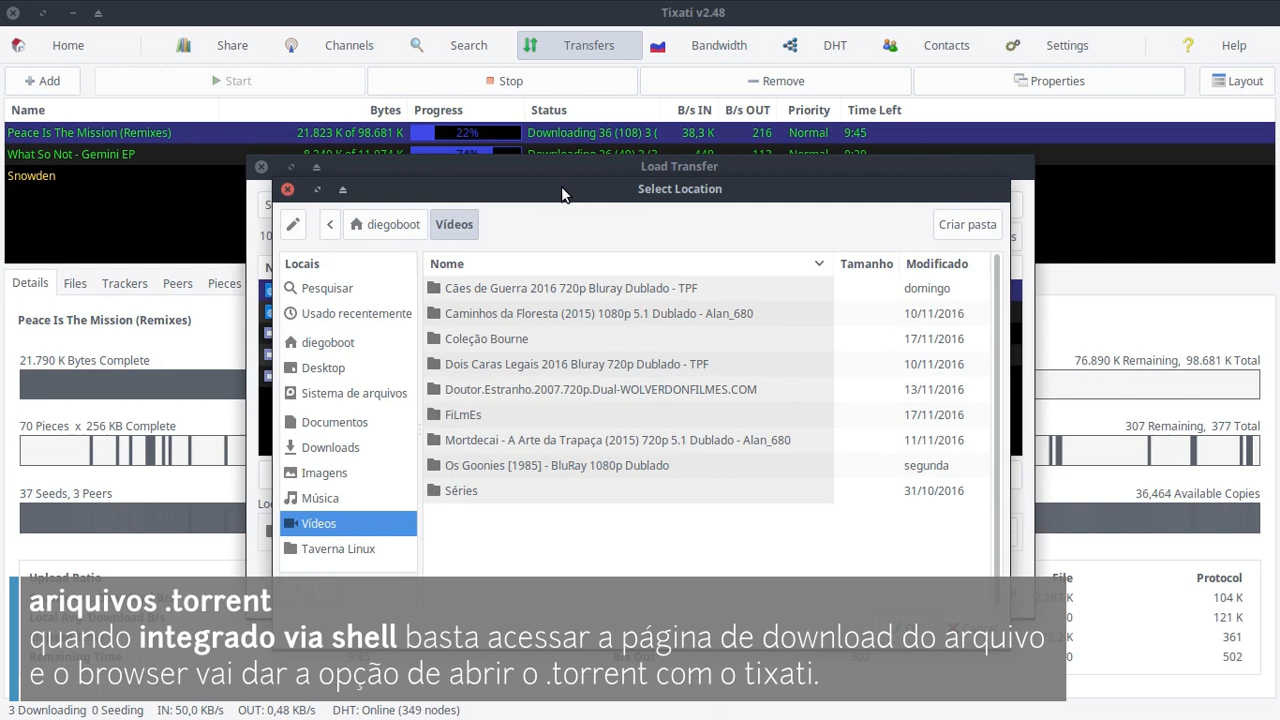 Tixati v2.48
Home Share Channels Search Transfers Bandwidth DHT Contacts Settings Help
Add Start Stop Remove Properties Layout
Name Bytes Progress Status B/s IN B/s OUT Priority Time Left
Peace Is The Mission (Remixes) 21.823 K of 98.681 K 22% Downloading 36 (108) 3 ( 38,3 K 216 Normal 9:45
What So Not - Gemini EP
Load Transfer
Snowden
Select Location
diegoboot Vídeos Criar pasta
Details Files Trackers Peers Pieces
Locais Nome Tamanho Modificado
Pesquisar Cães de Guerra 2016 720p Bluray Dublado - TPF domingo
Usado recentemente Caminhos da Floresta (2015) 1080p 5.1 Dublado - Alan_680 10/11/2016
Peace Is The Mission (Remixes)
diegoboot Coleção Bourne 17/11/2016
21.790 K Bytes Complete Desktop Dois Caras Legais 2016 Bluray 720p Dublado - TPF 10/11/2016 76.890 K Remaining, 98.681 K Total
Sistema de arquivos Doutor.Estranho.2007.720p.Dual-WOLVERDONFILMES.COM 13/11/2016
Documentos FiLmEs 17/11/2016
70 Pieces x 256 KB Complete 307 Remaining, 377 Total
Downloads Mortdecai - A Arte da Trapaça (2015) 720p 5.1 Dublado - Alan_680 11/11/2016
Imagens Os Goonies [1985] - BluRay 1080p Dublado segunda
Música Séries 31/10/2016
37 Seeds, 3 Peers 36,464 Available Copies
Vídeos
Taverna Linux
Upload Ratio File Protocol
ariquivos .torrent
104 K
quando integrado via shell basta acessar a página de download do arquivo
361
502
e o browser vai dar a opção de abrir o .torrent com o tixati.
3 Downloading 0 Seeding IN: 50,0 KB/s OUT: 0,48 KB/s DHT: Online (349 nodes)